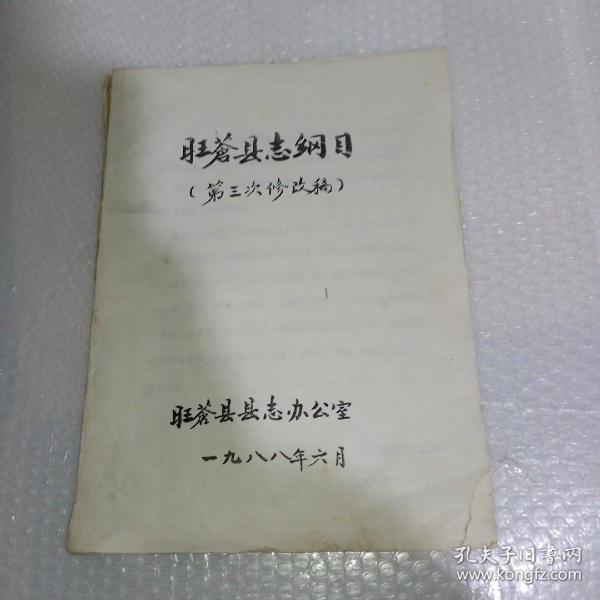 旺苍县志纲目
（第三次修改稿）
旺苍县县志办公室
一九八八年六月
孔夫子旧书网
www.kongfz.com